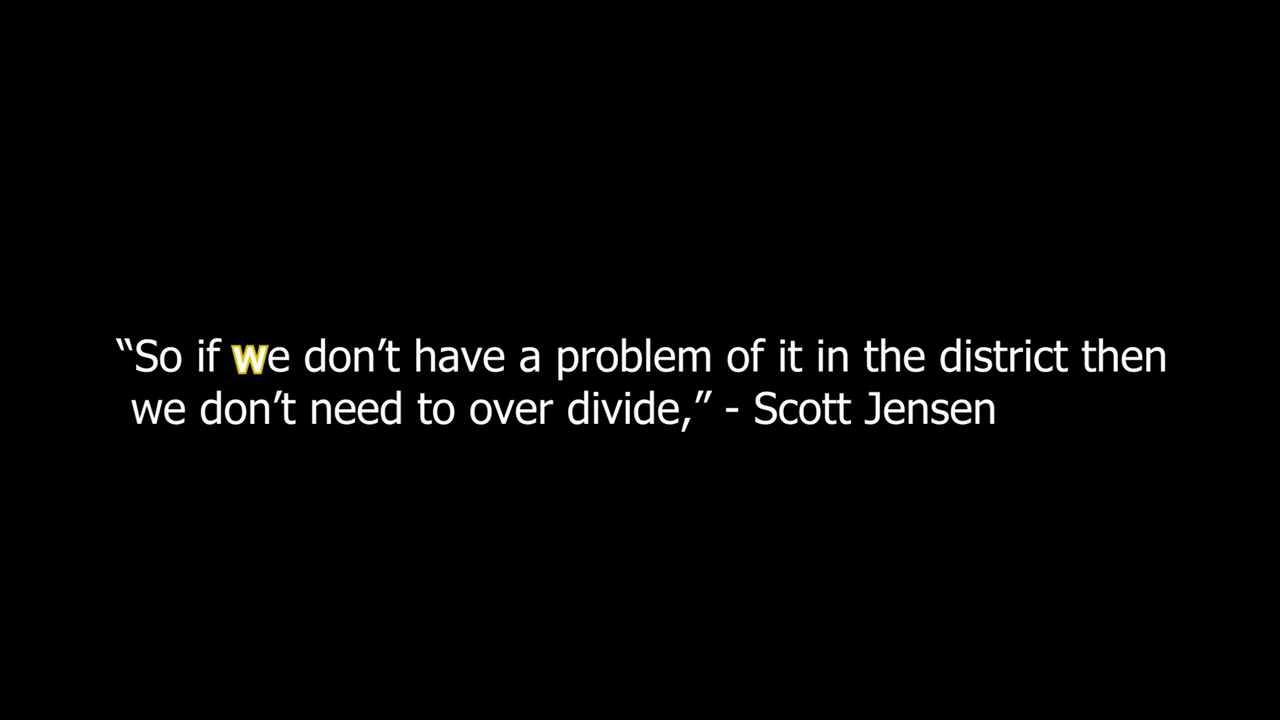 “So if we don’t have a problem of it in the district then
we don’t need to over divide,” - Scott Jensen